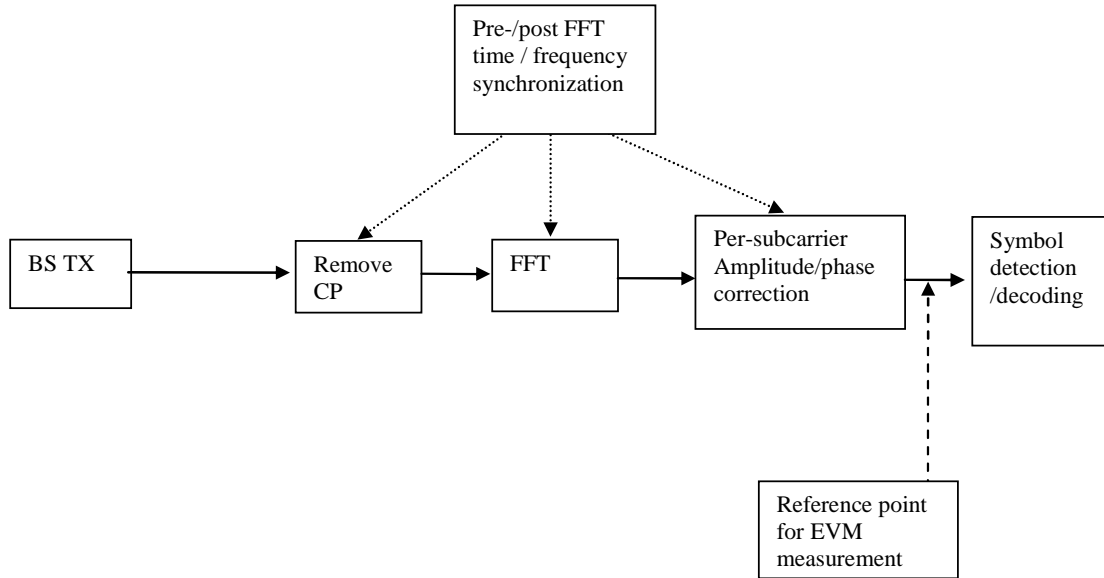 Pre-/post FFT
time / frequency
synchronization
BS TX
Remove
CP
FFT
Per-subcarrier
Amplitude/phase
correction
Symbol
detection
/decoding
Reference point
for EVM
measurement